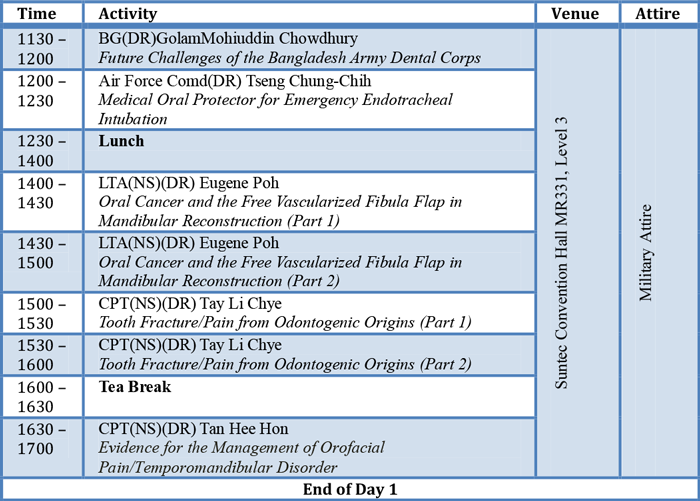 Time Activity Venue Attire
1130 –
1200
BG(DR)GolamMohiuddin Chowdhury
Future Challenges of the Bangladesh Army Dental Corps
1200 –
1230
Air Force Comd(DR) Tseng Chung-Chih
Medical Oral Protector for Emergency Endotracheal
Intubation
1230 –
1400
Lunch
1400 –
1430
LTA(NS)(DR) Eugene Poh
Oral Cancer and the Free Vascularized Fibula Flap in
Mandibular Reconstruction (Part 1)
1430 –
1500
LTA(NS)(DR) Eugene Poh
Oral Cancer and the Free Vascularized Fibula Flap in
Mandibular Reconstruction (Part 2)
1500 –
1530
CPT(NS)(DR) Tay Li Chye
Tooth Fracture/Pain from Odontogenic Origins (Part 1)
1530 –
1600
CPT(NS)(DR) Tay Li Chye
Tooth Fracture/Pain from Odontogenic Origins (Part 2)
1600 –
1630
Tea Break
1630 –
1700
CPT(NS)(DR) Tan Hee Hon
Evidence for the Management of Orofacial
Pain/Temporomandibular Disorder
Suntec Convention Hall MR331, Level 3
Military Attire
End of Day 1